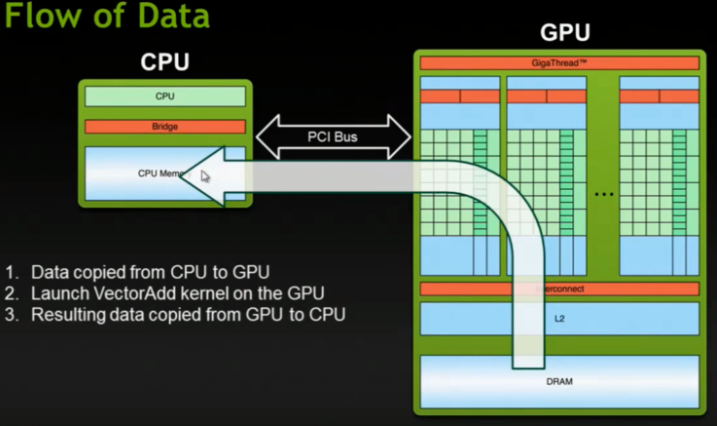 Flow of Data
CPU
GPU
CPU
Bridge
CPU Mem
PCI Bus
GigaThread™
...
erconnect
L2
DRAM
1. Data copied from CPU to GPU
2. Launch VectorAdd kernel on the GPU
3. Resulting data copied from GPU to CPU